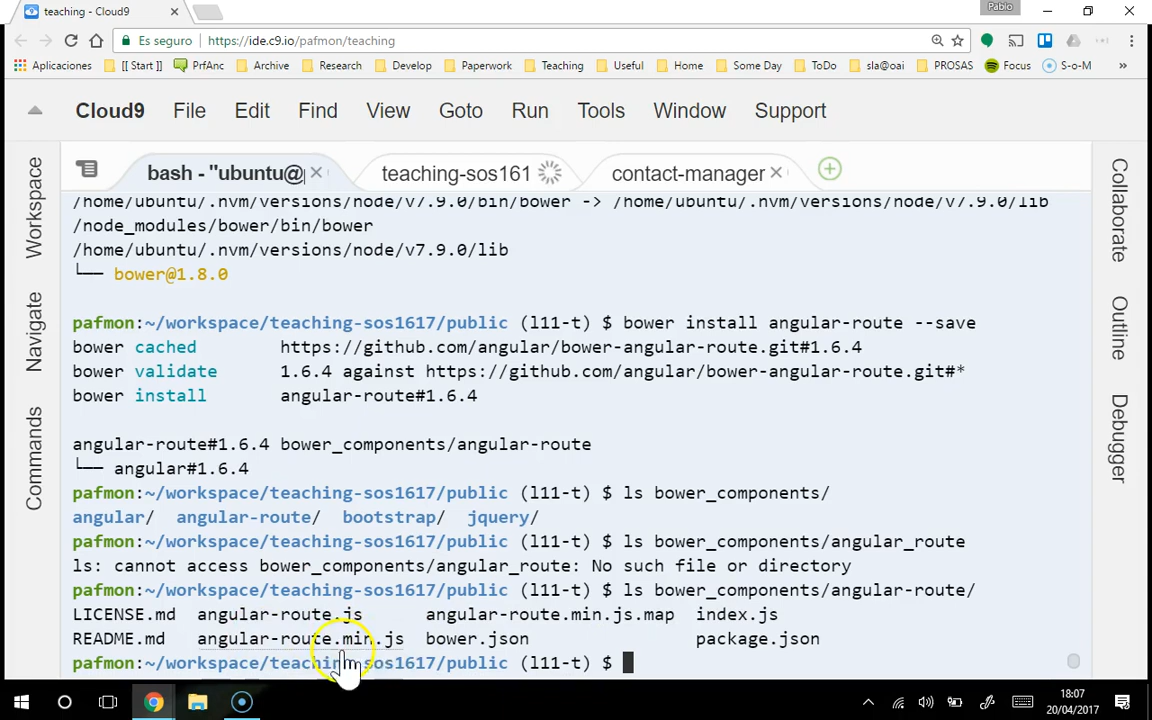 teaching - Cloud9
Pablo
Es seguro https://ide.c9.io/pafmon/teaching
Aplicaciones [[ Start ]] PrfAnc Archive Research Develop Paperwork Teaching Useful Home Some Day ToDo sla@oai PROSAS Focus S-o-M »
Cloud9 File Edit Find View Goto Run Tools Window Support
bash - "ubuntu@ teaching-sos161 contact-manager
Workspace
Navigate
Commands
/home/ubuntu/.nvm/versions/node/v7.9.0/bin/bower -> /home/ubuntu/.nvm/versions/node/v7.9.0/lib
/node_modules/bower/bin/bower
/home/ubuntu/.nvm/versions/node/v7.9.0/lib
└── bower@1.8.0
pafmon:~/workspace/teaching-sos1617/public (l11-t) $ bower install angular-route --save
bower cached https://github.com/angular/bower-angular-route.git#1.6.4
bower validate 1.6.4 against https://github.com/angular/bower-angular-route.git#*
bower install angular-route#1.6.4
angular-route#1.6.4 bower_components/angular-route
└── angular#1.6.4
pafmon:~/workspace/teaching-sos1617/public (l11-t) $ ls bower_components/
angular/ angular-route/ bootstrap/ jquery/
pafmon:~/workspace/teaching-sos1617/public (l11-t) $ ls bower_components/angular_route
ls: cannot access bower_components/angular_route: No such file or directory
pafmon:~/workspace/teaching-sos1617/public (l11-t) $ ls bower_components/angular-route/
LICENSE.md angular-route.js angular-route.min.js.map index.js
README.md angular-route.min.js bower.json package.json
pafmon:~/workspace/teaching-sos1617/public (l11-t) $
Collaborate
Outline
Debugger
18:07
20/04/2017